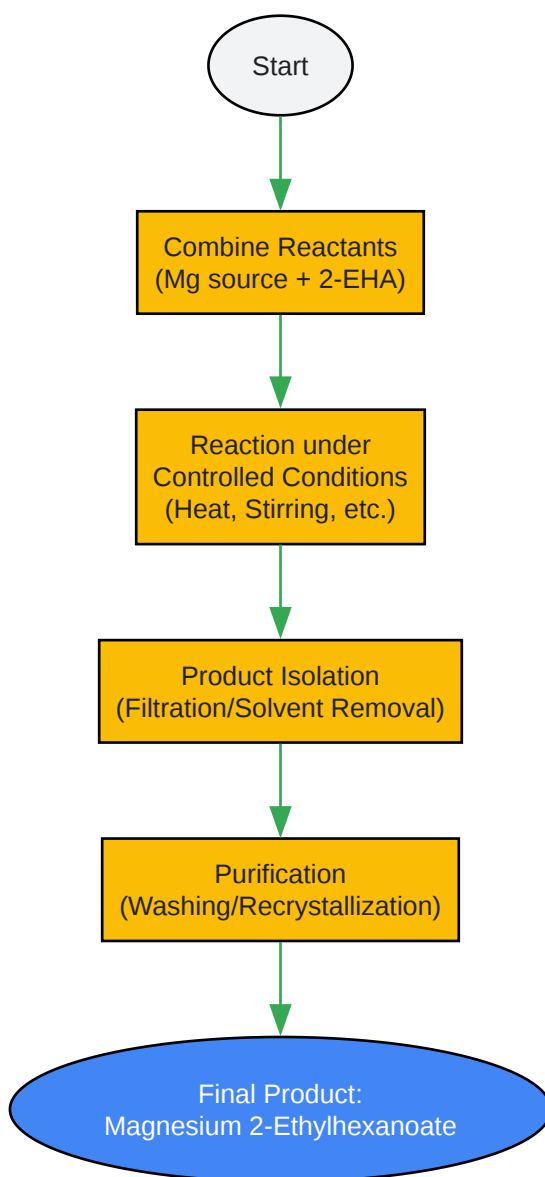 Start
Combine Reactants
(Mg source + 2-EHA)
Reaction under
Controlled Conditions
(Heat, Stirring, etc.)
Product Isolation
(Filtration/Solvent Removal)
Purification
(Washing/Recrystallization)
Final Product:
Magnesium 2-Ethylhexanoate